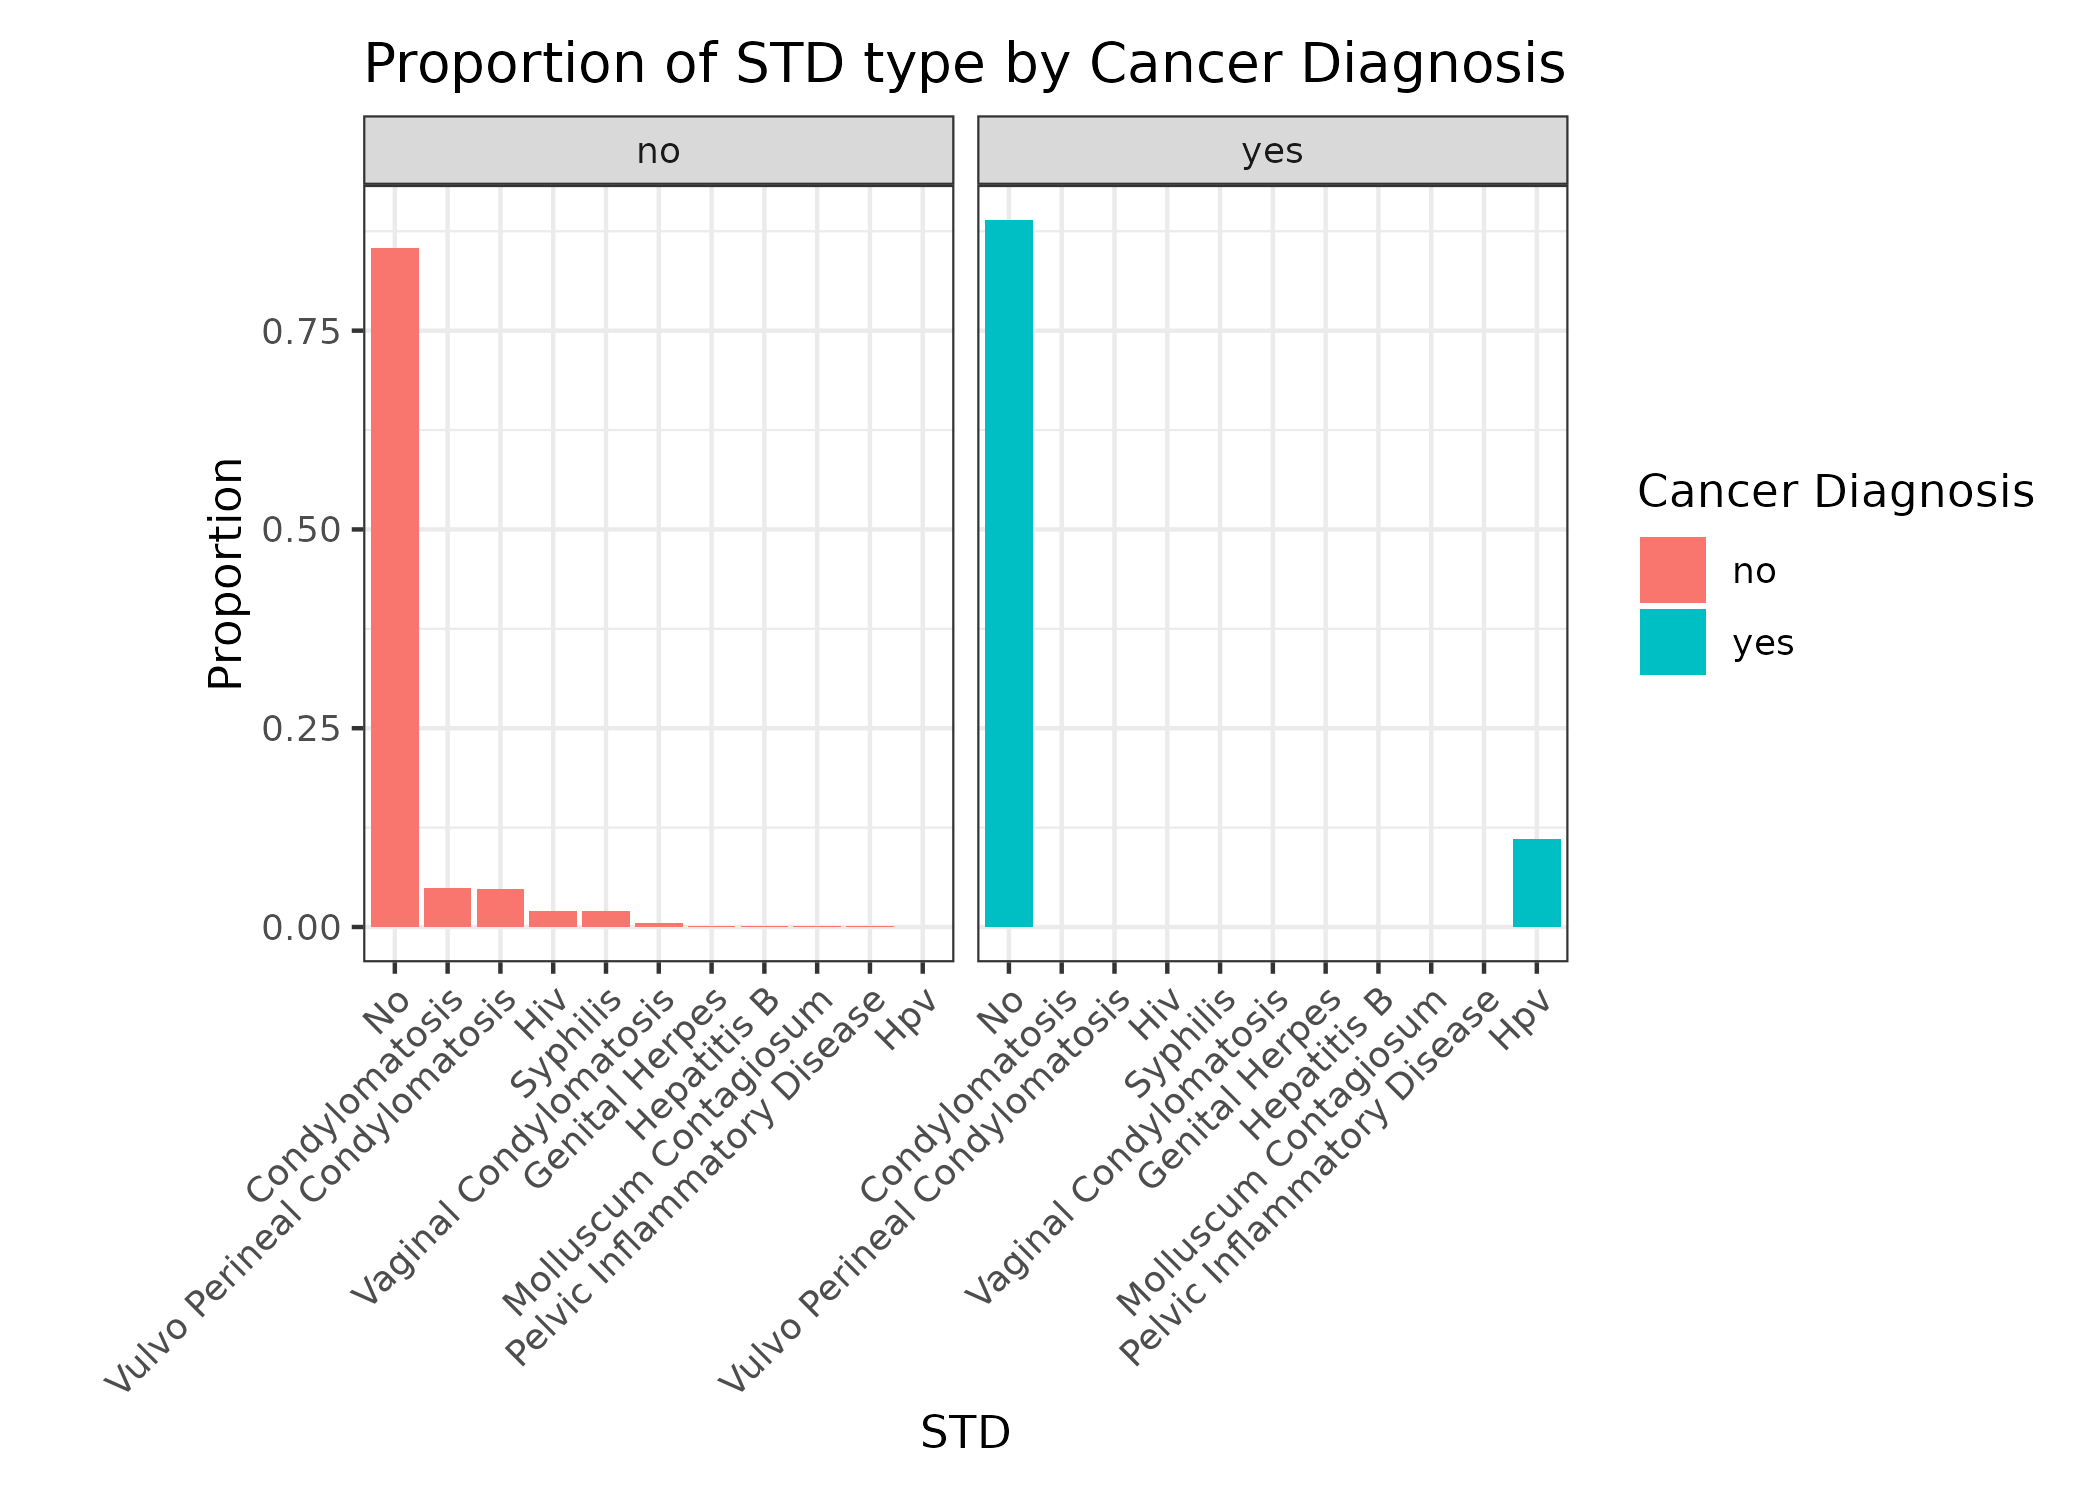 Proportion of STD type by Cancer Diagnosis
no
yes
Proportion
0.75
0.50
0.25
0.00
Cancer Diagnosis
no
yes
No
Condylomatosis
Vulvo Perineal Condylomatosis
Hiv
Syphilis
Vaginal Condylomatosis
Genital Herpes
Hepatitis B
Molluscum Contagiosum
Pelvic Inflammatory Disease
Hpv
No
Condylomatosis
Vulvo Perineal Condylomatosis
Hiv
Syphilis
Vaginal Condylomatosis
Genital Herpes
Hepatitis B
Molluscum Contagiosum
Pelvic Inflammatory Disease
Hpv
STD